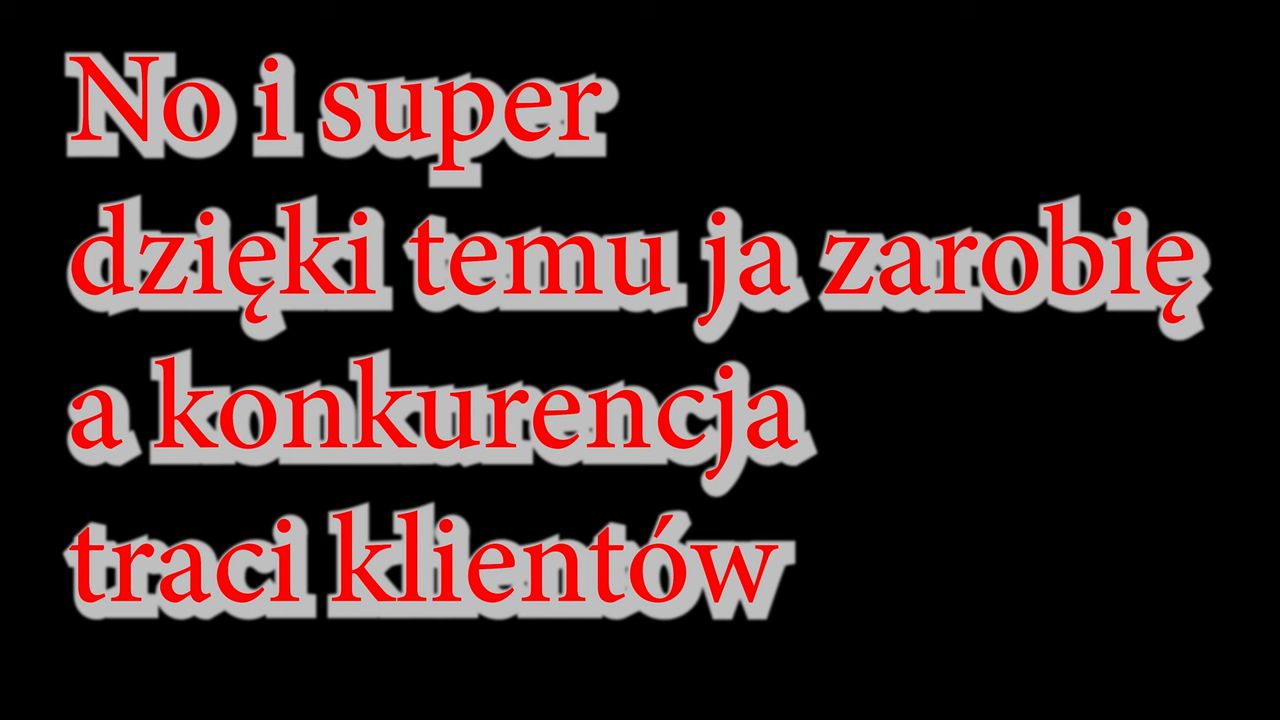 No i super
dzięki temu ja zarobię
a konkurencja
traci klientów